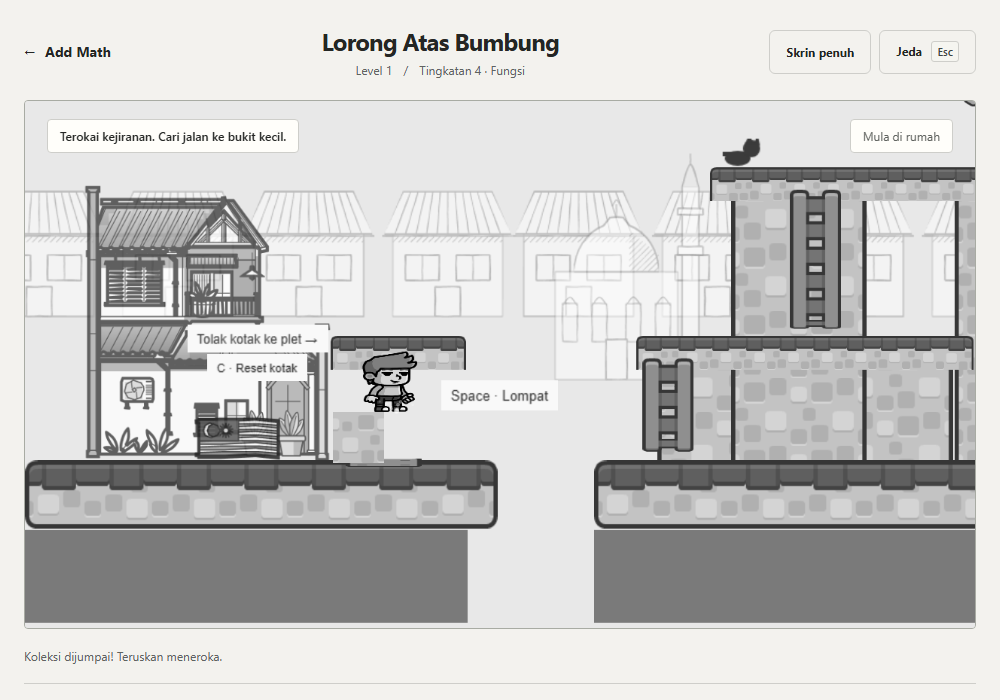 ← Add Math
Lorong Atas Bumbung
Level 1 / Tingkatan 4 · Fungsi
Skrin penuh
Jeda Esc
Terokai kejiranan. Cari jalan ke bukit kecil.
Mula di rumah
Tolak kotak ke plet →
C · Reset kotak
Space · Lompat
Koleksi dijumpai! Teruskan meneroka.